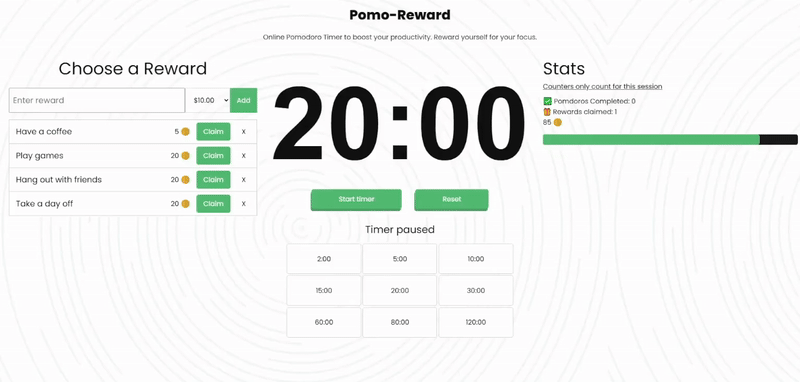 Pomo-Reward
Online Pomodoro Timer to boost your productivity. Reward yourself for your focus.
Choose a Reward
Enter reward $10.00 Add
Have a coffee 5 Claim X
Play games 20 Claim X
Hang out with friends 20 Claim X
Take a day off 20 Claim X
20:00
Start timer Reset
Timer paused
2:00 5:00 10:00
15:00 20:00 30:00
60:00 80:00 120:00
Stats
Counters only count for this session
Pomdoros Completed: 0
Rewards claimed: 1
85